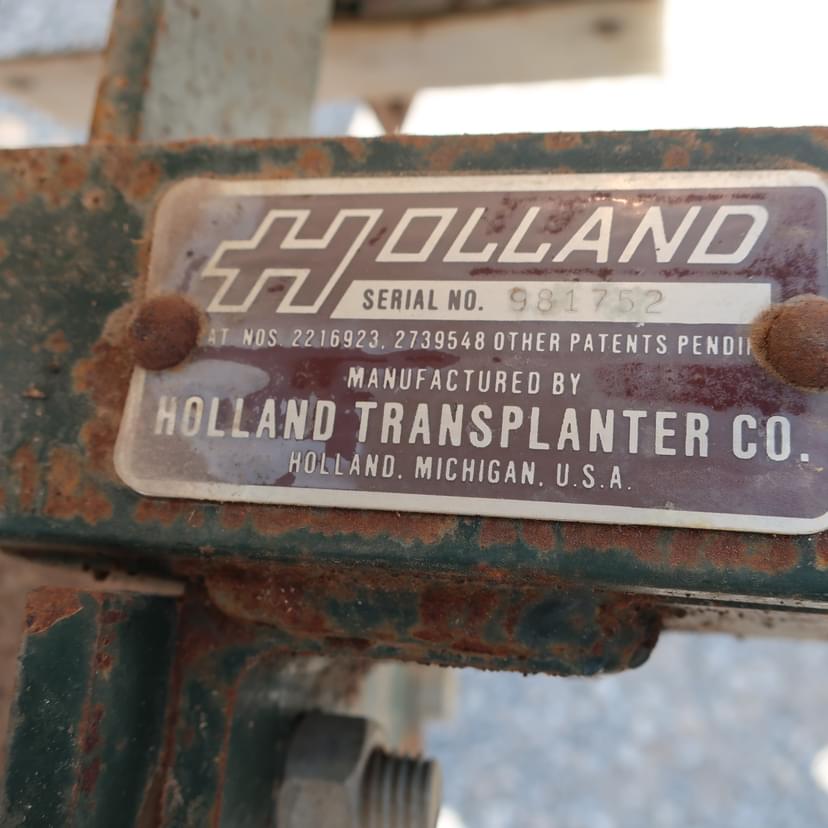 HOLLAND
SERIAL NO. 981752
AT NOS. 2216923, 2739548 OTHER PATENTS PENDI
MANUFACTURED BY
HOLLAND TRANSPLANTER CO.
HOLLAND, MICHIGAN, U.S.A.